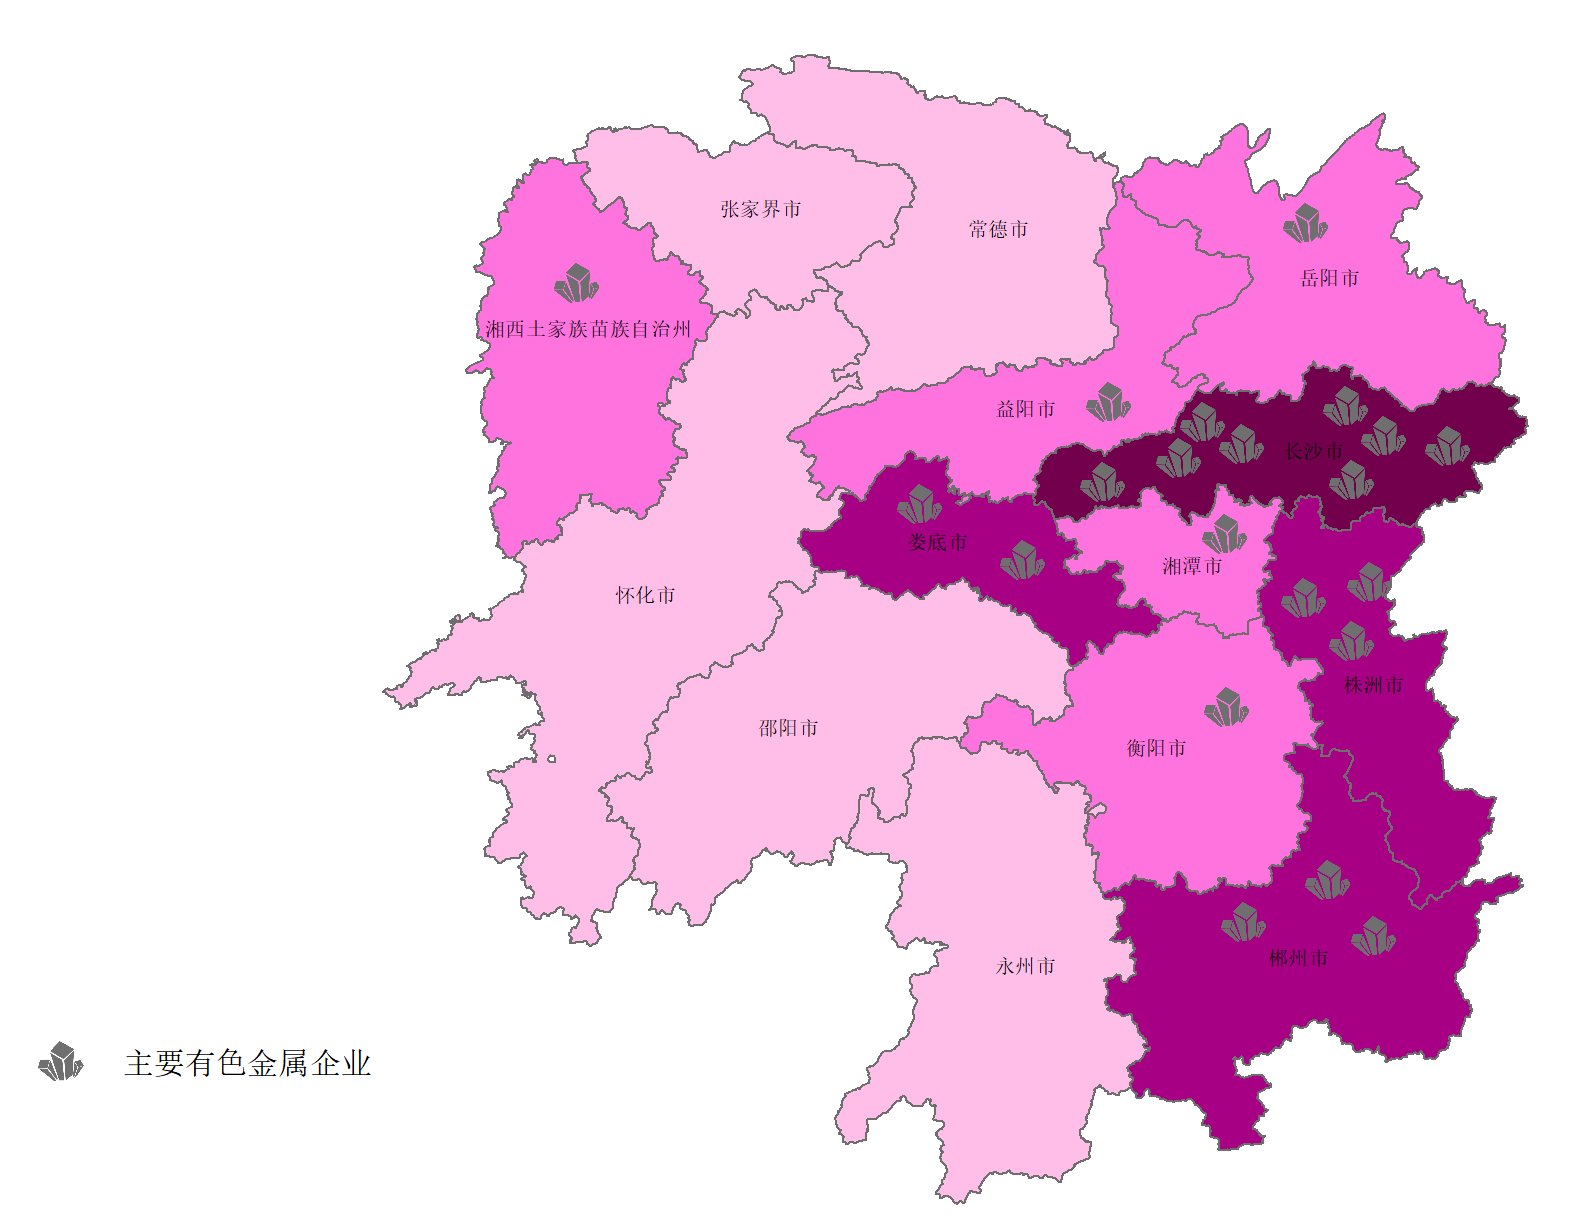 张家界市
常德市
岳阳市
湘西土家族苗族自治州
益阳市
长沙市
娄底市
湘潭市
怀化市
株洲市
邵阳市
衡阳市
郴州市
永州市
主要有色金属企业